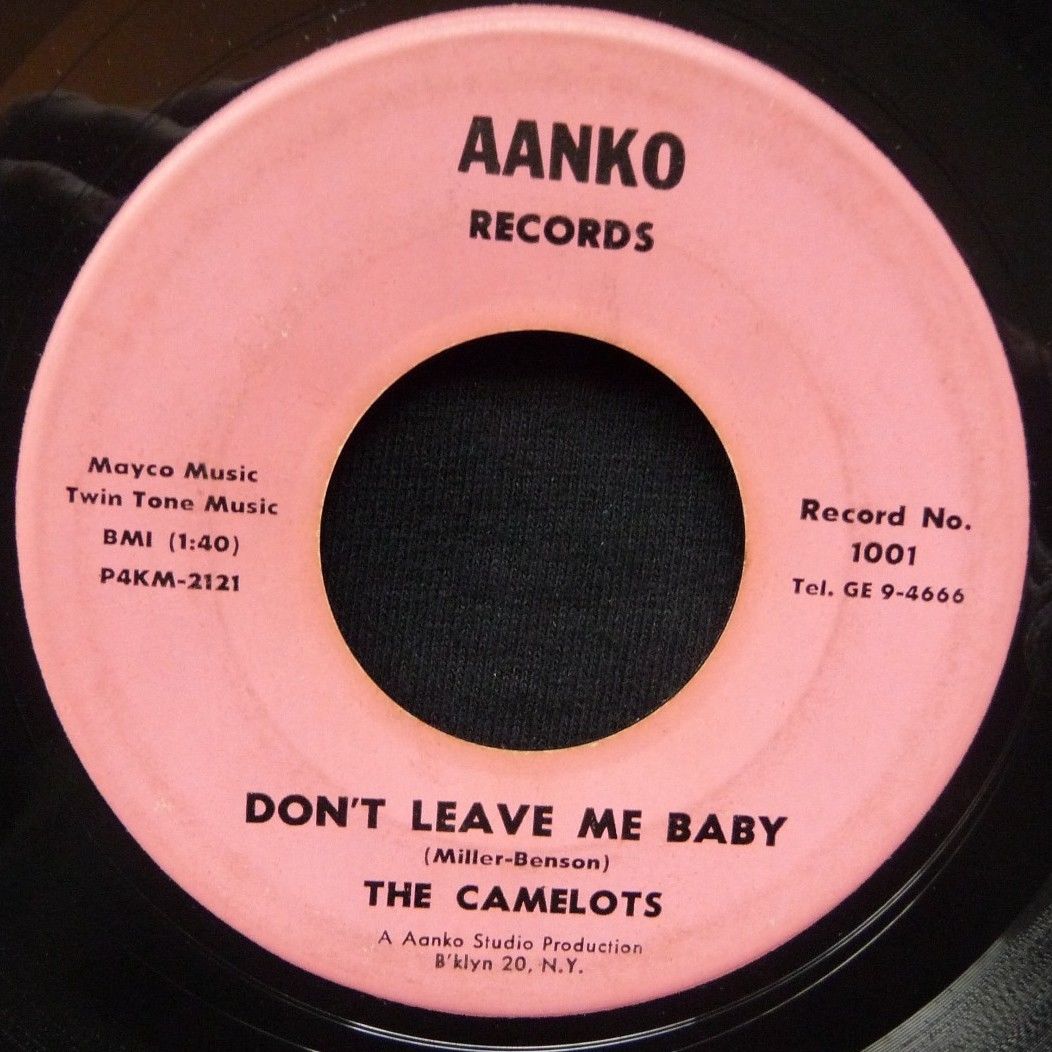 AANKO
RECORDS
Mayco Music
Twin Tone Music
BMI (1:40)
P4KM-2121
Record No.
1001
Tel. GE 9-4666
DON'T LEAVE ME BABY
(Miller-Benson)
THE CAMELOTS
A Aanko Studio Production
B'klyn 20, N.Y.